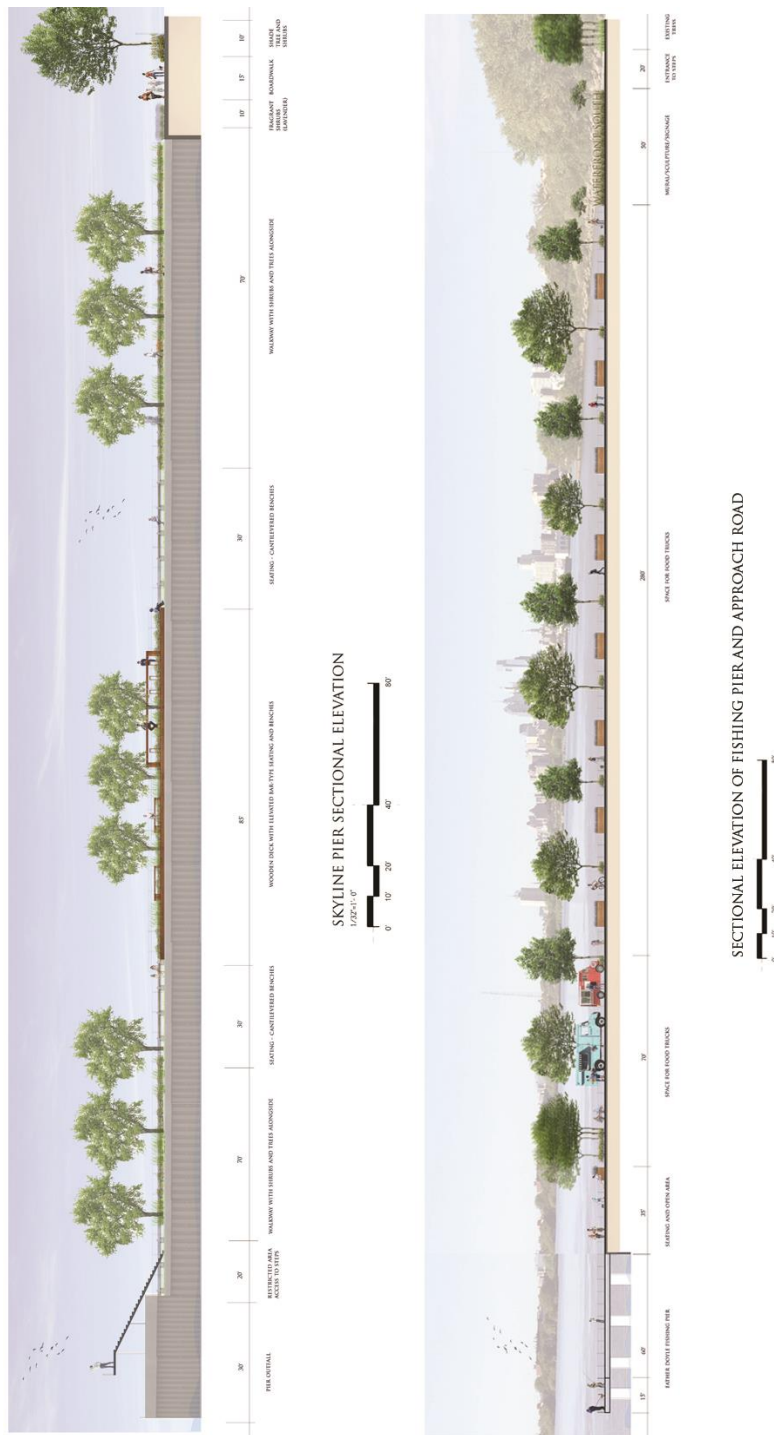 30'
20'
70'
30'
85'
30'
70'
10'
15'
10'
PIER OUTFALL
RESTRICTED AREA
ACCESS TO STEPS
WALKWAY WITH SHRUBS AND TREES ALONGSIDE
SEATING - CANTILEVERED BENCHES
WOODEN DECK WITH ELEVATED BAR-TYPE SEATING AND BENCHES
SEATING - CANTILEVERED BENCHES
WALKWAY WITH SHRUBS AND TREES ALONGSIDE
FRAGRANT
SHRUBS
(LAVENDER)
BOARDWALK
SHADE
TREE AND
SHRUBS
SKYLINE PIER SECTIONAL ELEVATION
1/32"=1'- 0"
0' 10' 20' 40' 80'
WATERFRONT SOUTH
15'
60'
35'
70'
280'
50'
20'
FATHER DOYLE FISHING PIER
SEATING AND OPEN AREA
SPACE FOR FOOD TRUCKS
SPACE FOR FOOD TRUCKS
MURAL/SCULPTURE/SIGNAGE
ENTRANCE
TO STEPS
EXISTING
TREES
SECTIONAL ELEVATION OF FISHING PIER AND APPROACH ROAD